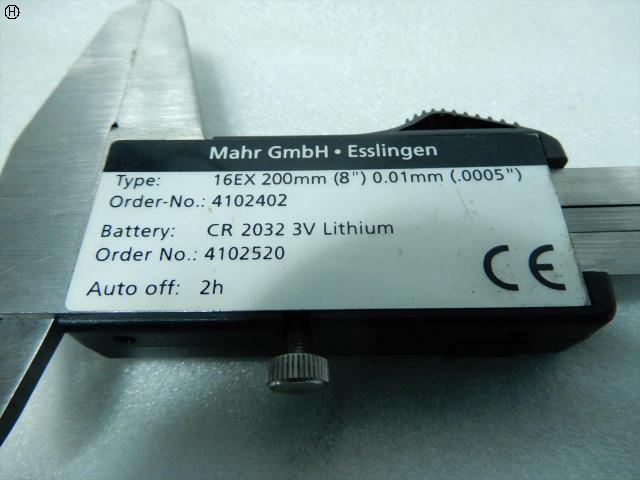 H
Mahr GmbH • Esslingen
Type: 16EX 200mm (8") 0.01mm (.0005")
Order-No.: 4102402
Battery: CR 2032 3V Lithium
Order No.: 4102520
CE
Auto off: 2h